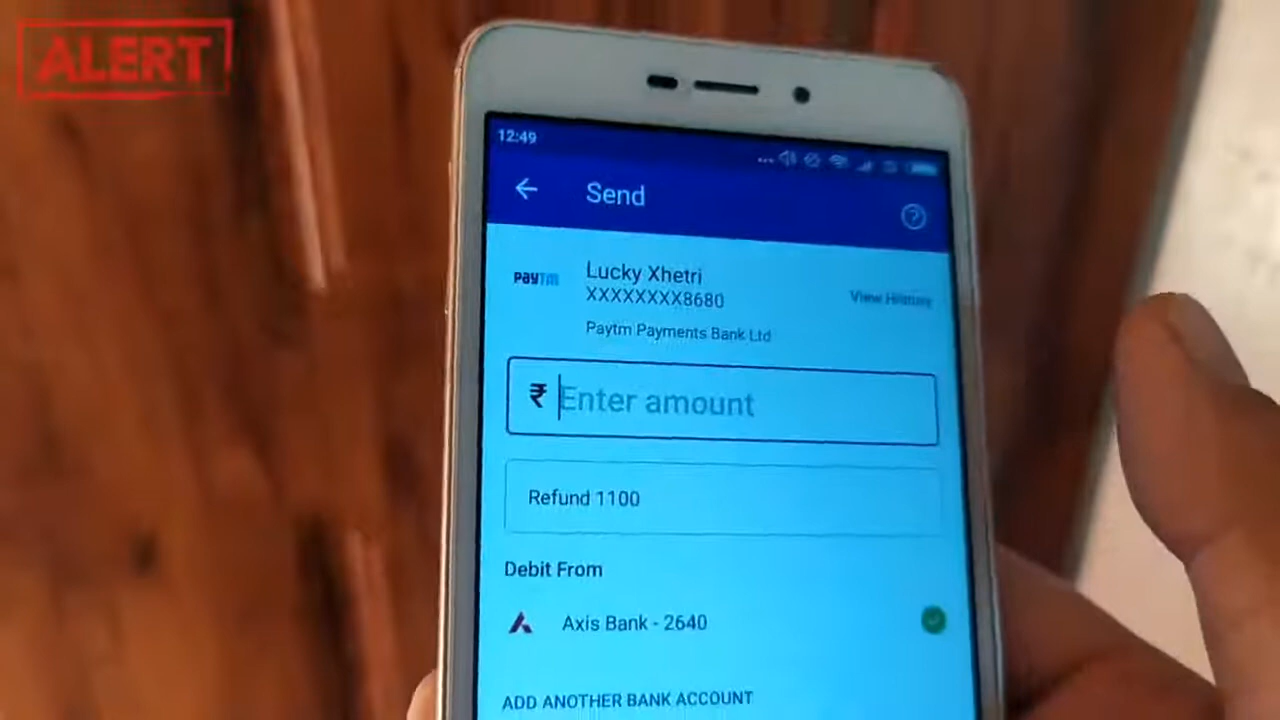 ALERT
12:49
Send
Paytm
Lucky Xhetri
XXXXXXXX8680
View History
Paytm Payments Bank Ltd
₹ Enter amount
Refund 1100
Debit From
Axis Bank - 2640
ADD ANOTHER BANK ACCOUNT